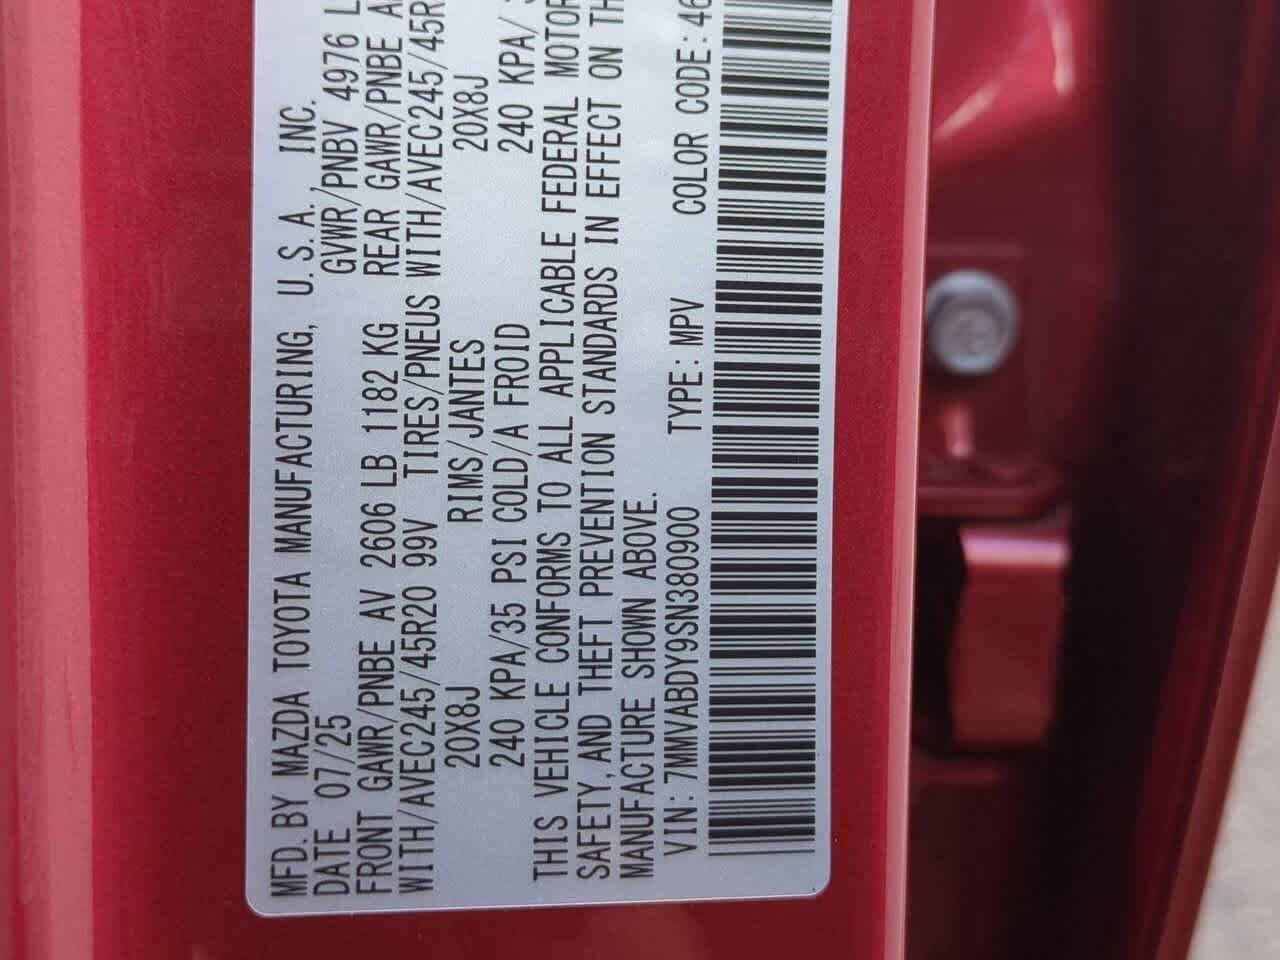 MFD. BY MAZDA TOYOTA MANUFACTURING, U.S.A., INC.
DATE 07/25 GVWR/PNBV 4976 L
FRONT GAWR/PNBE AV 2606 LB 1182 KG REAR GAWR/PNBE A
WITH/AVEC245/45R20 99V TIRES/PNEUS WITH/AVEC245/45R
20X8J RIMS/JANTES 20X8J
240 KPA/35 PSI COLD/A FROID 240 KPA/
THIS VEHICLE CONFORMS TO ALL APPLICABLE FEDERAL MOTOR
SAFETY, AND THEFT PREVENTION STANDARDS IN EFFECT ON TH
MANUFACTURE SHOWN ABOVE.
VIN: 7MMVABDY9SN380900 TYPE: MPV COLOR CODE: 46